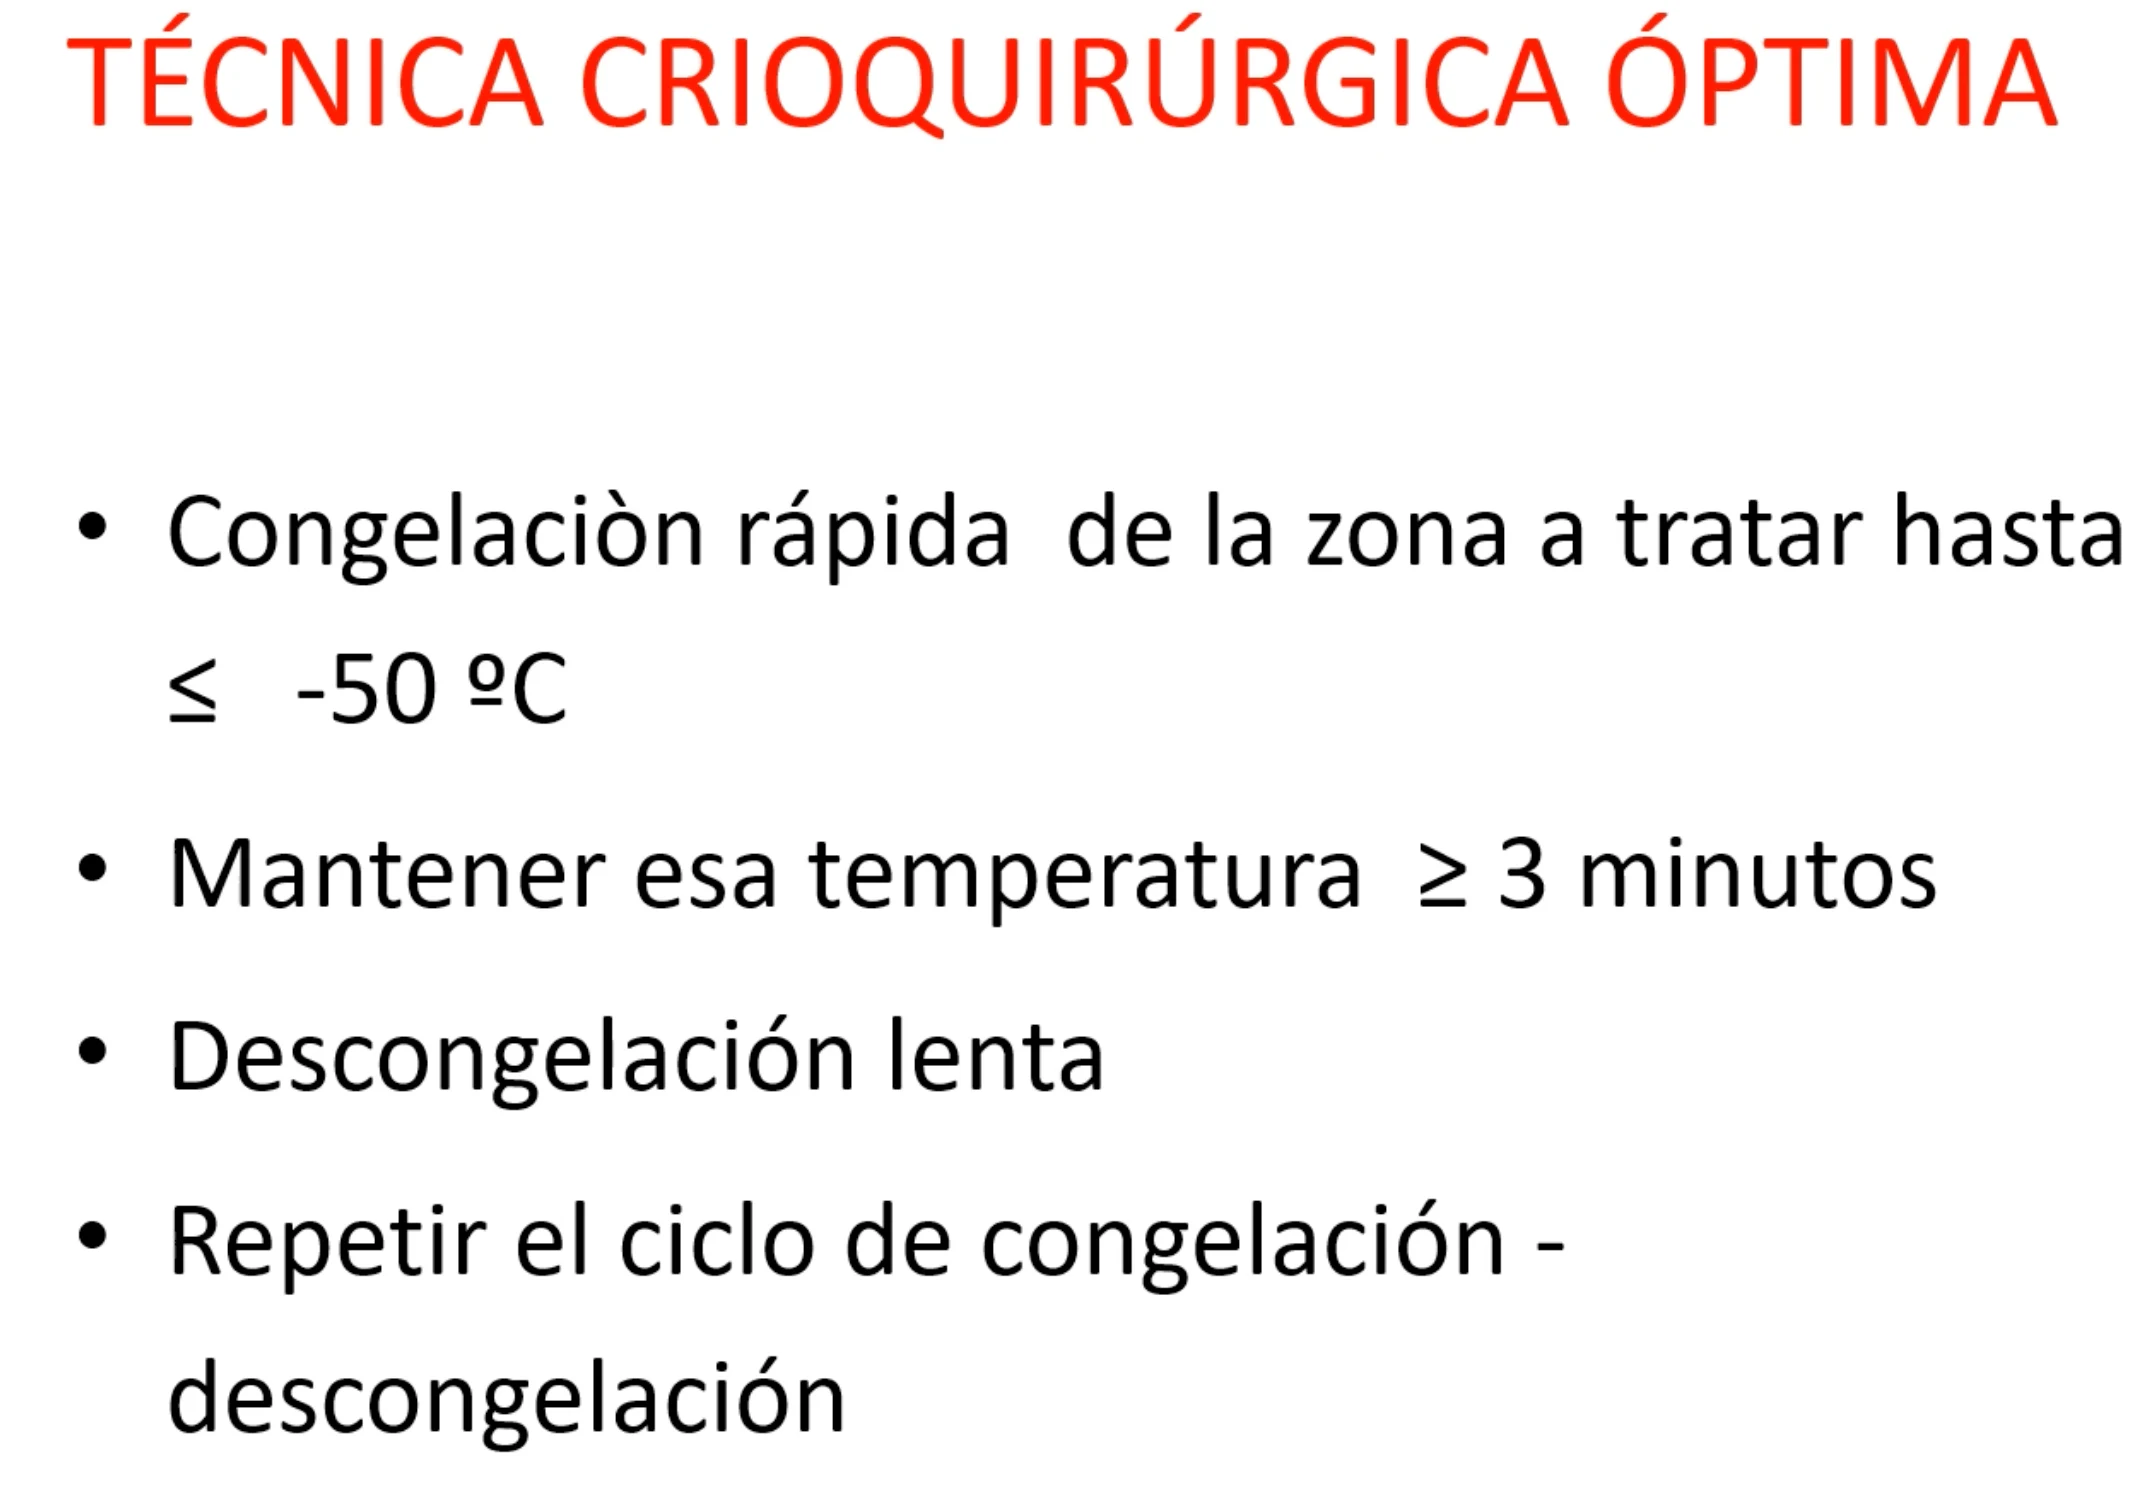 TÉCNICA CRIOQUIRÚRGICA ÓPTIMA
• Congelaciòn rápida  de la zona a tratar hasta
≤   -50 ºC
• Mantener esa temperatura  ≥ 3 minutos
• Descongelación lenta
• Repetir el ciclo de congelación -
descongelación